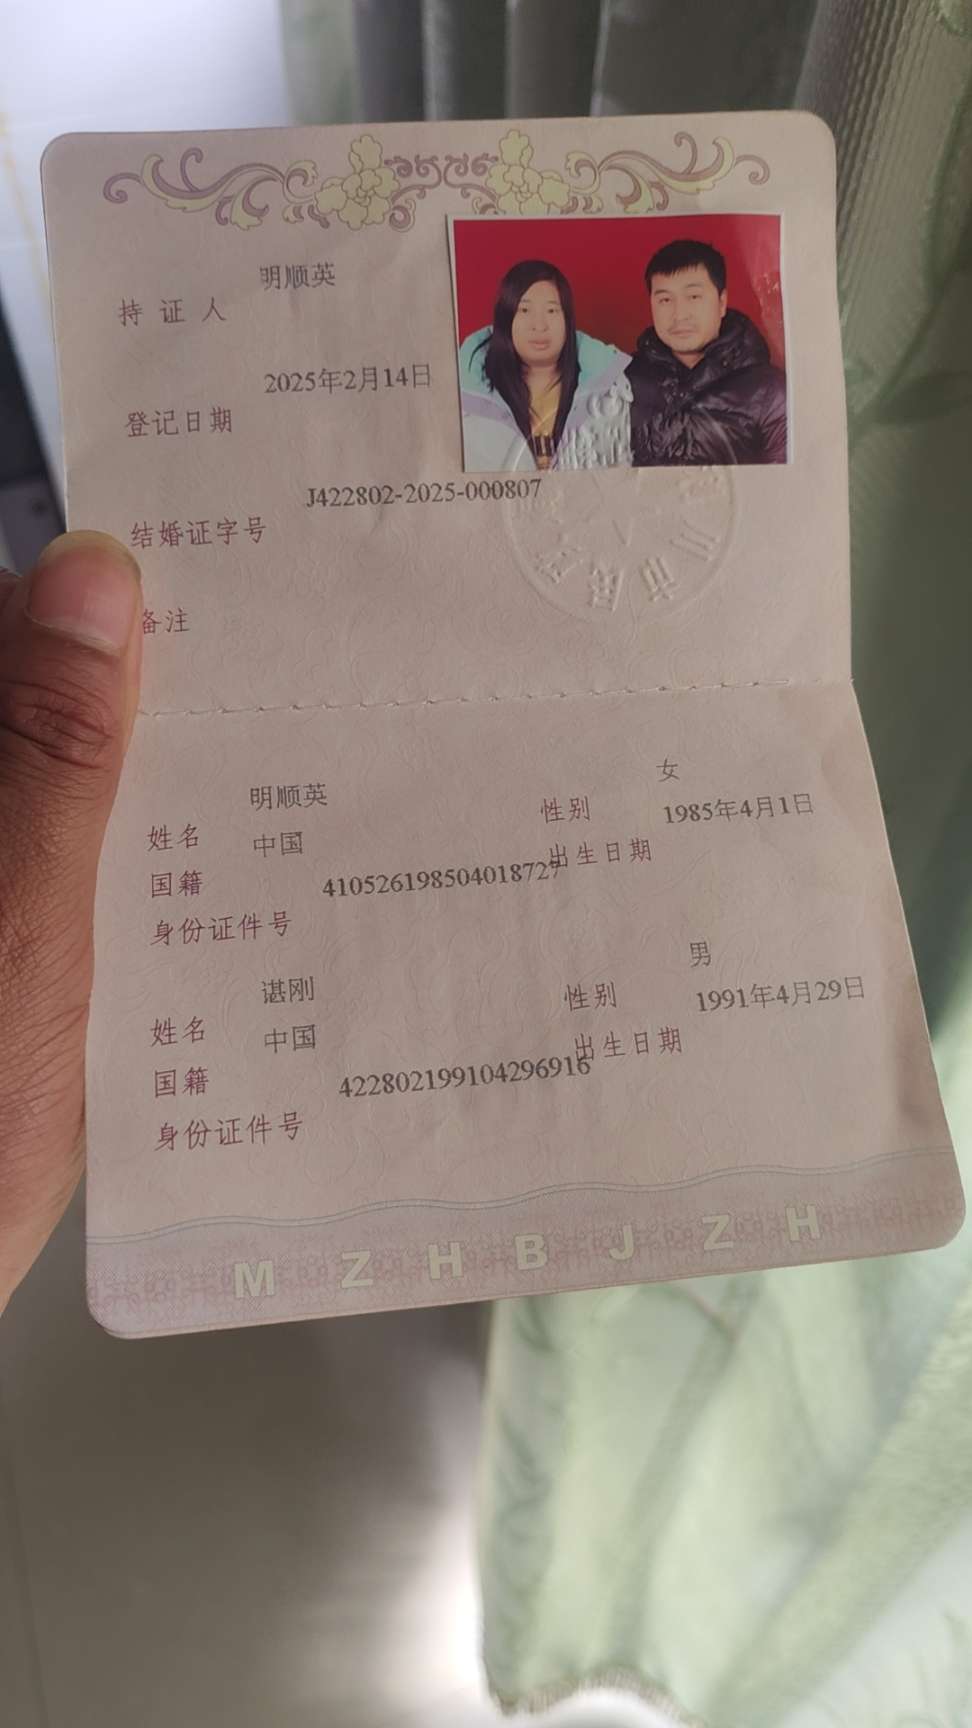 明顺英
持证人
2025年2月14日
登记日期
J422802-2025-000807
结婚证字号
备注
明顺英 女
姓名 性别 1985年4月1日
中国 出生日期
国籍 410526198504018727
身份证件号
谌刚 男
姓名 性别 1991年4月29日
中国 出生日期
国籍 422802199104296916
身份证件号
MZHBJZH